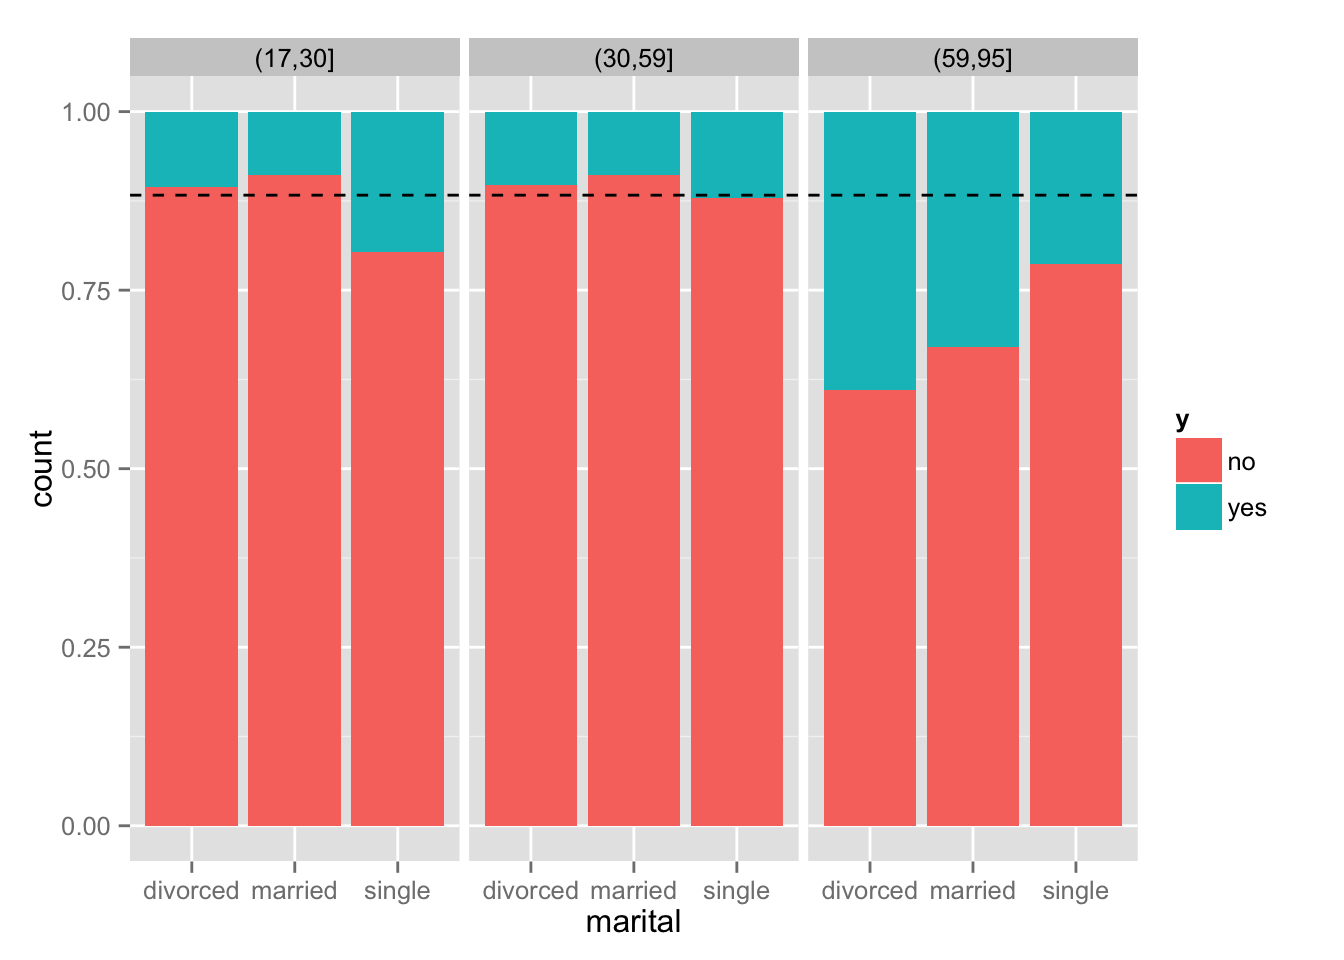 (17,30] (30,59] (59,95]
1.00
0.75
0.50
0.25
0.00
count
divorced married single divorced married single divorced married single
marital
y
no
yes